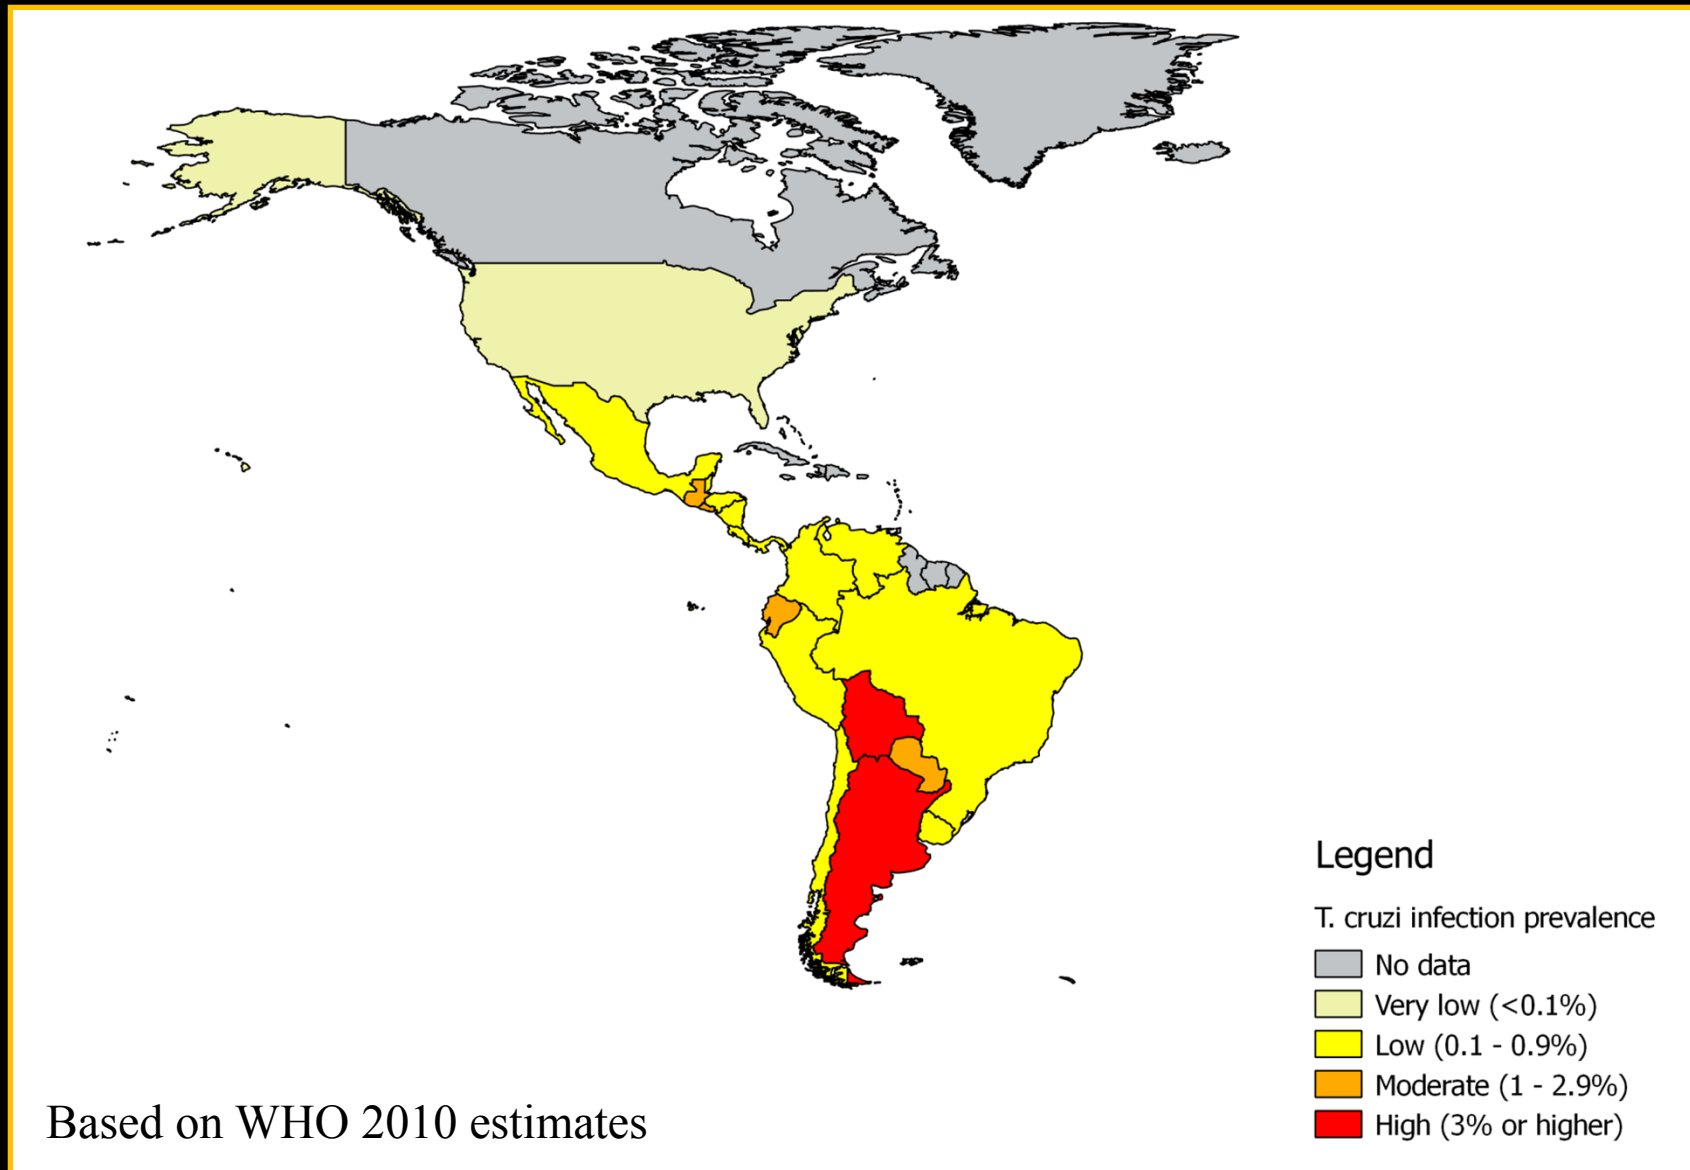 Legend
T. cruzi infection prevalence
No data
Very low (<0.1%)
Low (0.1 - 0.9%)
Moderate (1 - 2.9%)
High (3% or higher)
Based on WHO 2010 estimates